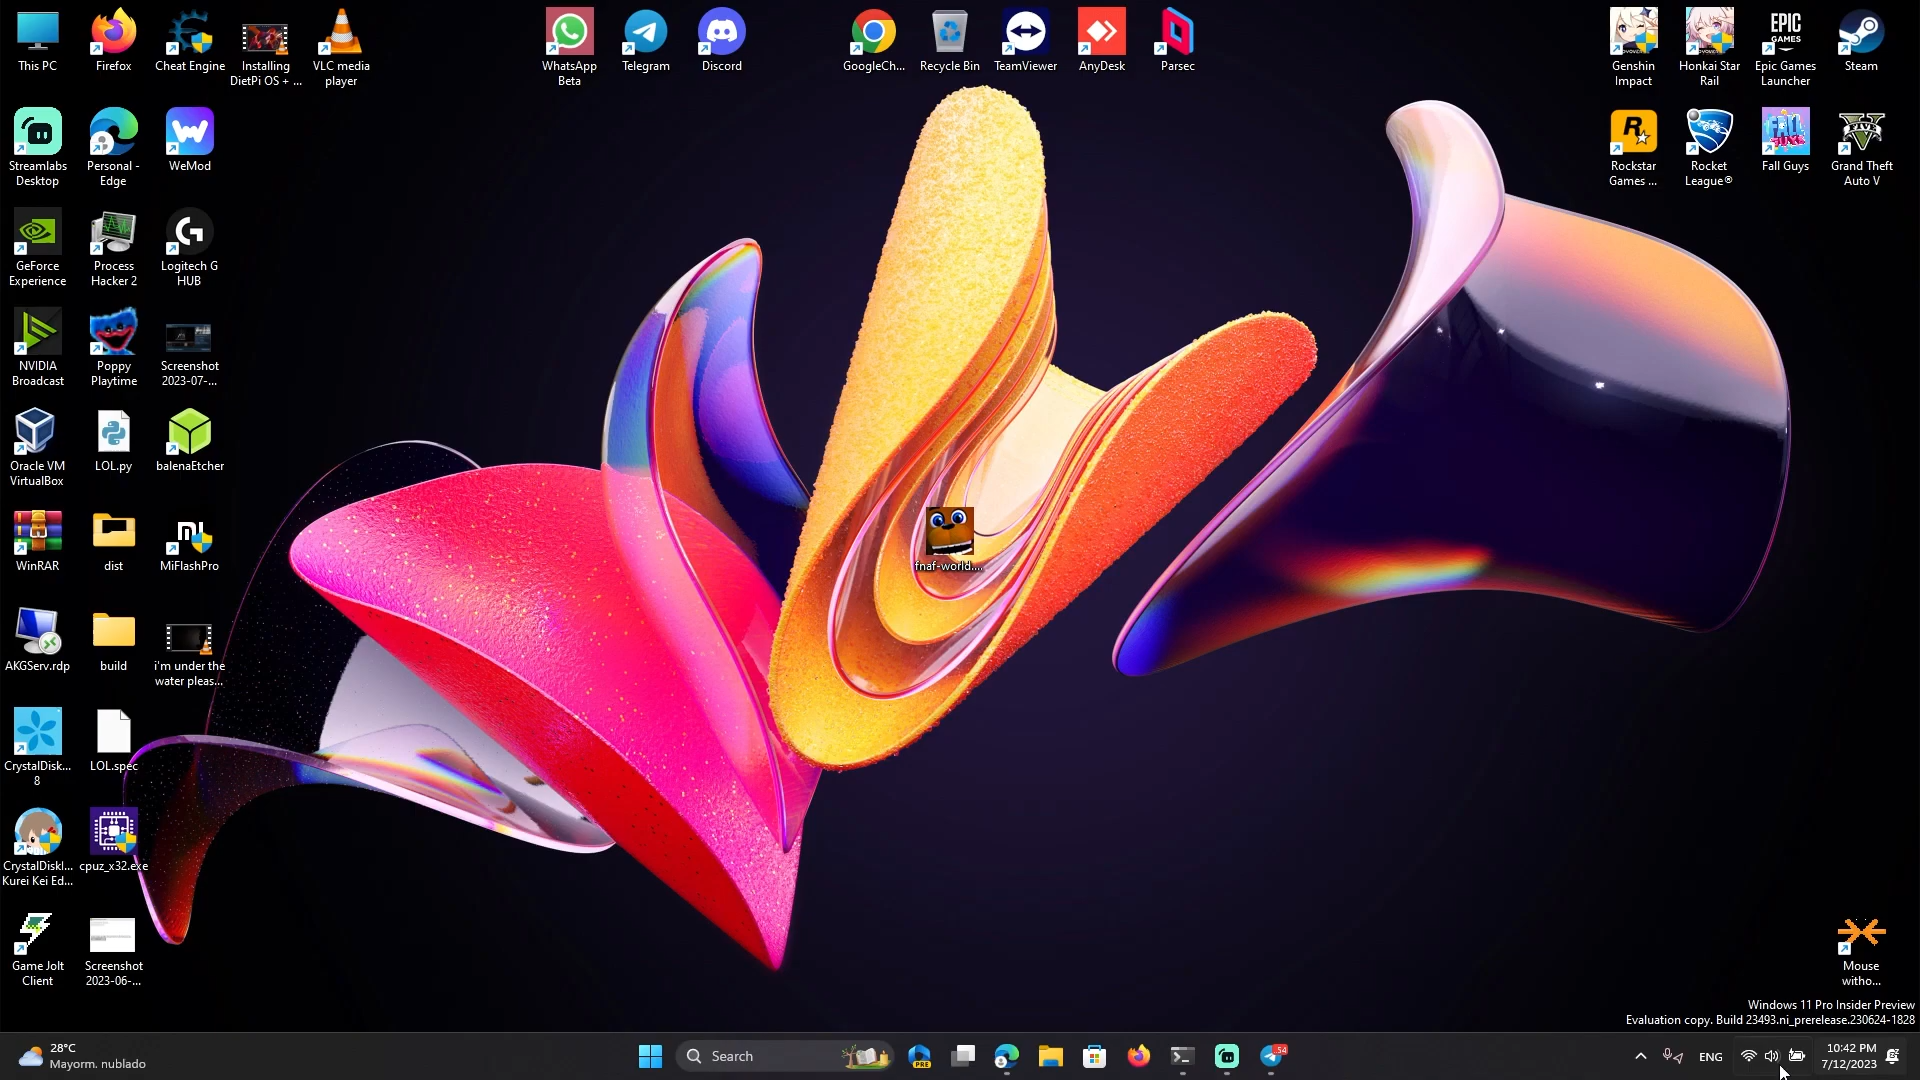 This PC
Firefox
Cheat Engine
Installing
DietPi OS + ...
VLC media
player
WhatsApp
Beta
Telegram
Discord
GoogleCh...
Recycle Bin
TeamViewer
AnyDesk
Parsec
Genshin
Impact
Honkai Star
Rail
EPIC
GAMES
Epic Games
Launcher
Steam
Streamlabs
Desktop
Personal -
Edge
WeMod
Rockstar
Games ...
Rocket
League®
FALL
GUYS
Fall Guys
FIVE
Grand Theft
Auto V
GeForce
Experience
Process
Hacker 2
Logitech G
HUB
NVIDIA
Broadcast
Poppy
Playtime
Screenshot
2023-07-...
Oracle VM
VirtualBox
LOL.py
balenaEtcher
WinRAR
dist
MiFlashPro
fnaf-world....
AKGServ.rdp
build
i'm under the
water pleas...
CrystalDisk...
8
LOL.spec
CrystalDiskI...
Kurei Kei Ed...
cpuz_x32.exe
Game Jolt
Client
Screenshot
2023-06-...
Mouse
witho...
Windows 11 Pro Insider Preview
Evaluation copy. Build 23493.ni_prerelease.230624-1828
28°C
Mayorm. nublado
Search
PRE
54
ENG
10:42 PM
7/12/2023